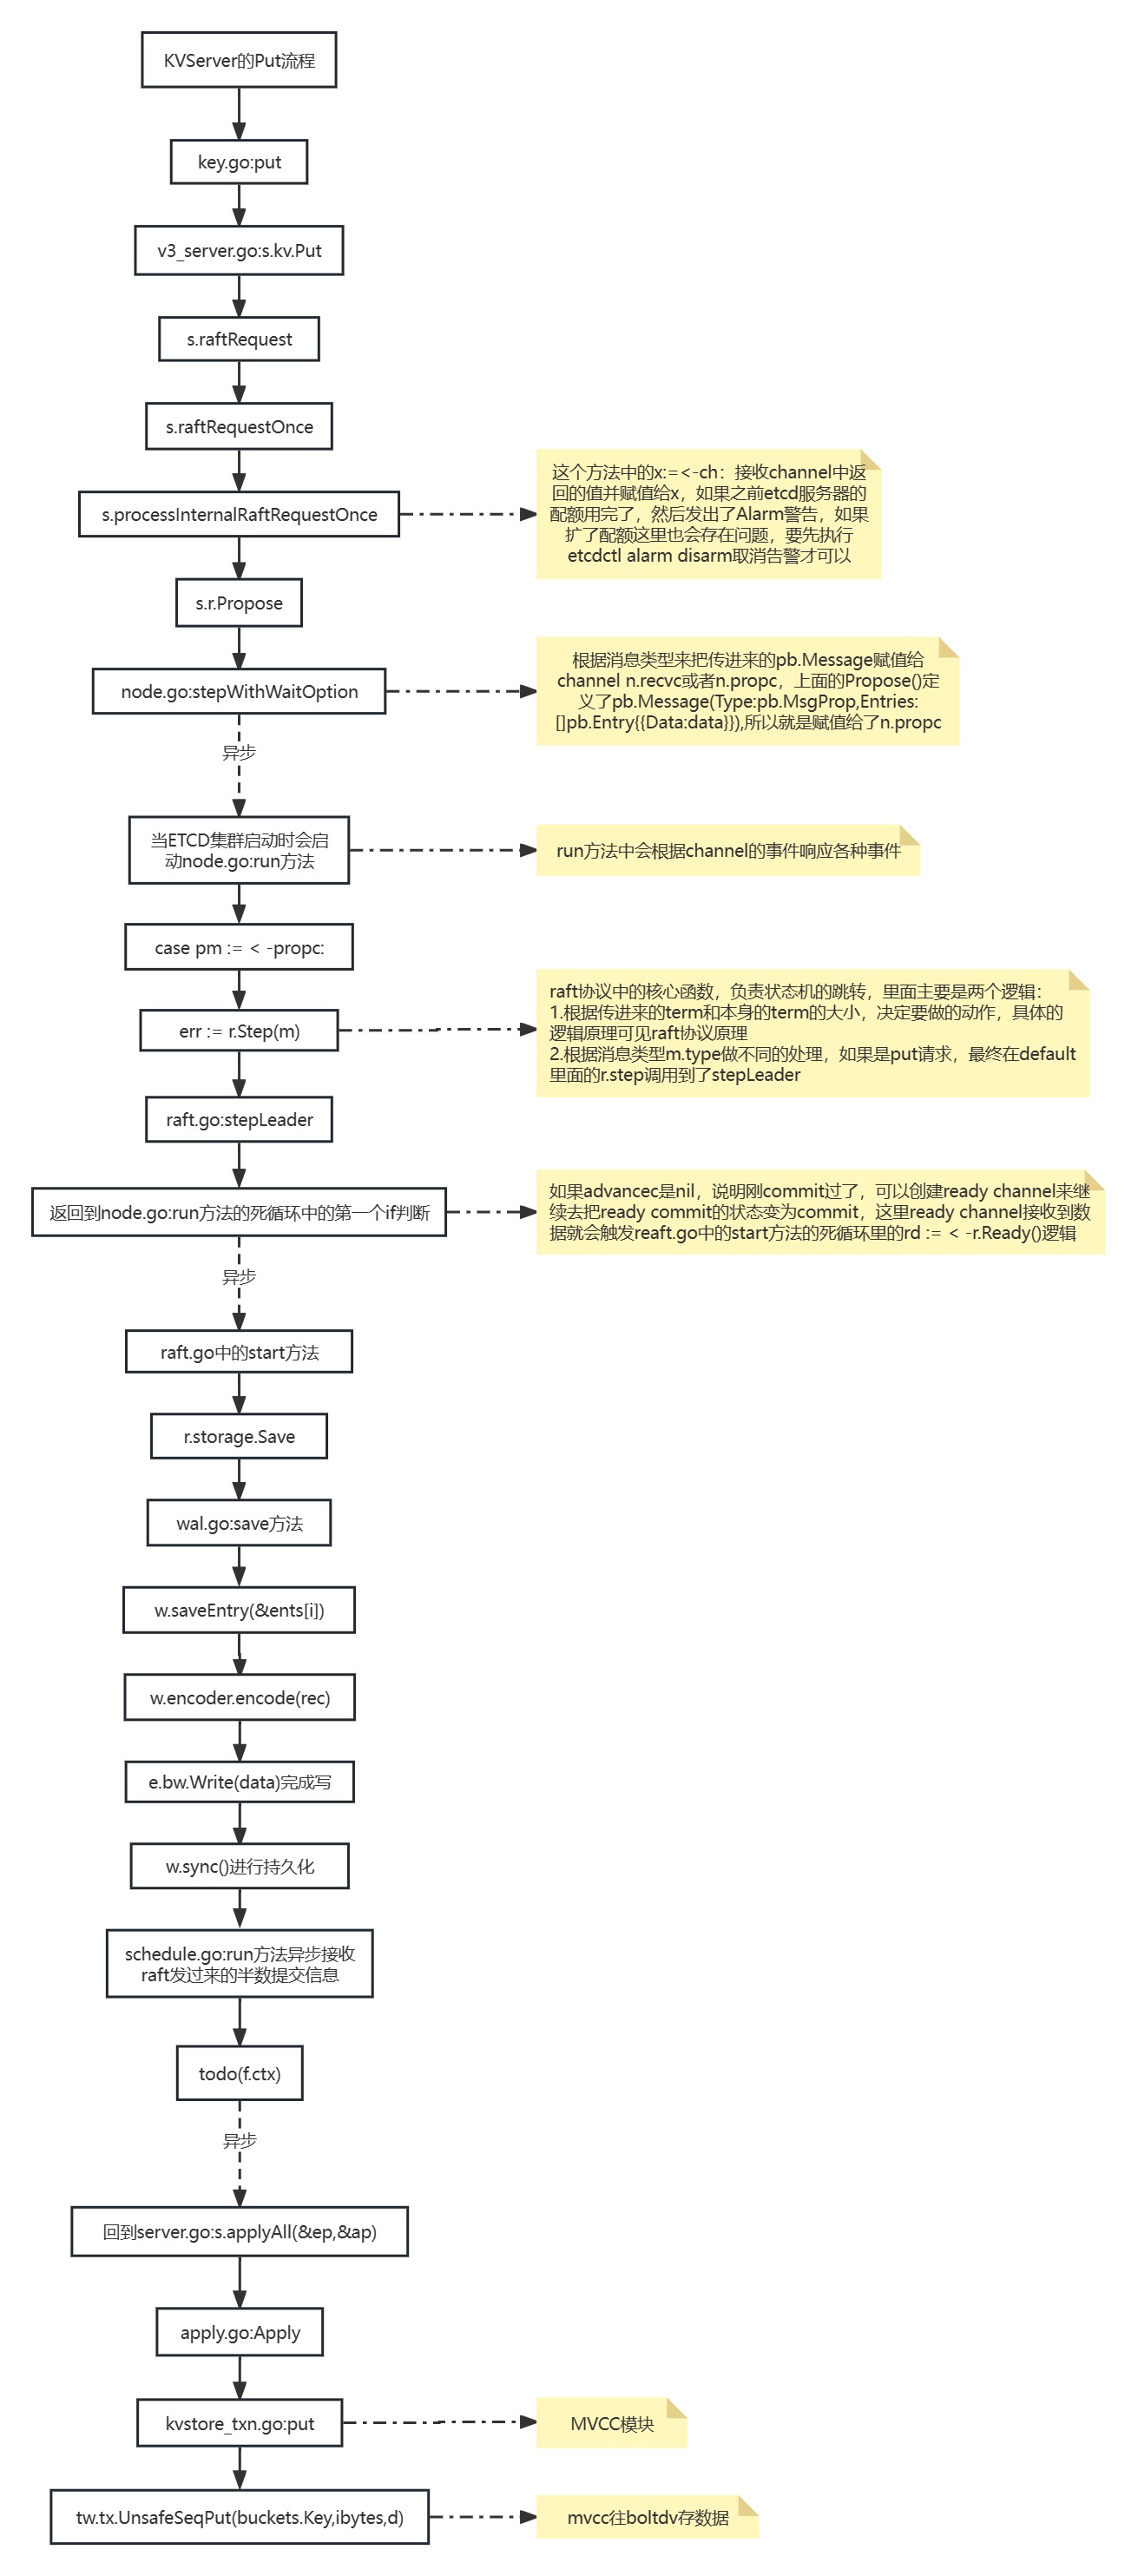 KVServer的Put流程
key.go:put
v3_server.go:s.kv.Put
s.raftRequest
s.raftRequestOnce
s.processInternalRaftRequestOnce
这个方法中的x:=<-ch：接收channel中返
回的值并赋值给x，如果之前etcd服务器的
配额用完了，然后发出了Alarm警告，如果
扩了配额这里也会存在问题，要先执行
etcdctl alarm disarm取消告警才可以
s.r.Propose
node.go:stepWithWaitOption
根据消息类型来把传进来的pb.Message赋值给
channel n.recvc或者n.propc，上面的Propose()定
义了pb.Message(Type:pb.MsgProp,Entries:
[]pb.Entry{{Data:data}}),所以就是赋值给了n.propc
异步
当ETCD集群启动时会启
动node.go:run方法
run方法中会根据channel的事件响应各种事件
case pm := < -propc:
err := r.Step(m)
raft协议中的核心函数，负责状态机的跳转，里面主要是两个逻辑：
1.根据传进来的term和本身的term的大小，决定要做的动作，具体的
逻辑原理可见raft协议原理
2.根据消息类型m.type做不同的处理，如果是put请求，最终在default
里面的r.step调用到了stepLeader
raft.go:stepLeader
返回到node.go:run方法的死循环中的第一个if判断
如果advancec是nil，说明刚commit过了，可以创建ready channel来继
续去把ready commit的状态变为commit，这里ready channel接收到数
据就会触发reaft.go中的start方法的死循环里的rd := < -r.Ready()逻辑
异步
raft.go中的start方法
r.storage.Save
wal.go:save方法
w.saveEntry(&ents[i])
w.encoder.encode(rec)
e.bw.Write(data)完成写
w.sync()进行持久化
schedule.go:run方法异步接收
raft发过来的半数提交信息
todo(f.ctx)
异步
回到server.go:s.applyAll(&ep,&ap)
apply.go:Apply
kvstore_txn.go:put
MVCC模块
tw.tx.UnsafeSeqPut(buckets.Key,ibytes,d)
mvcc往boltdv存数据